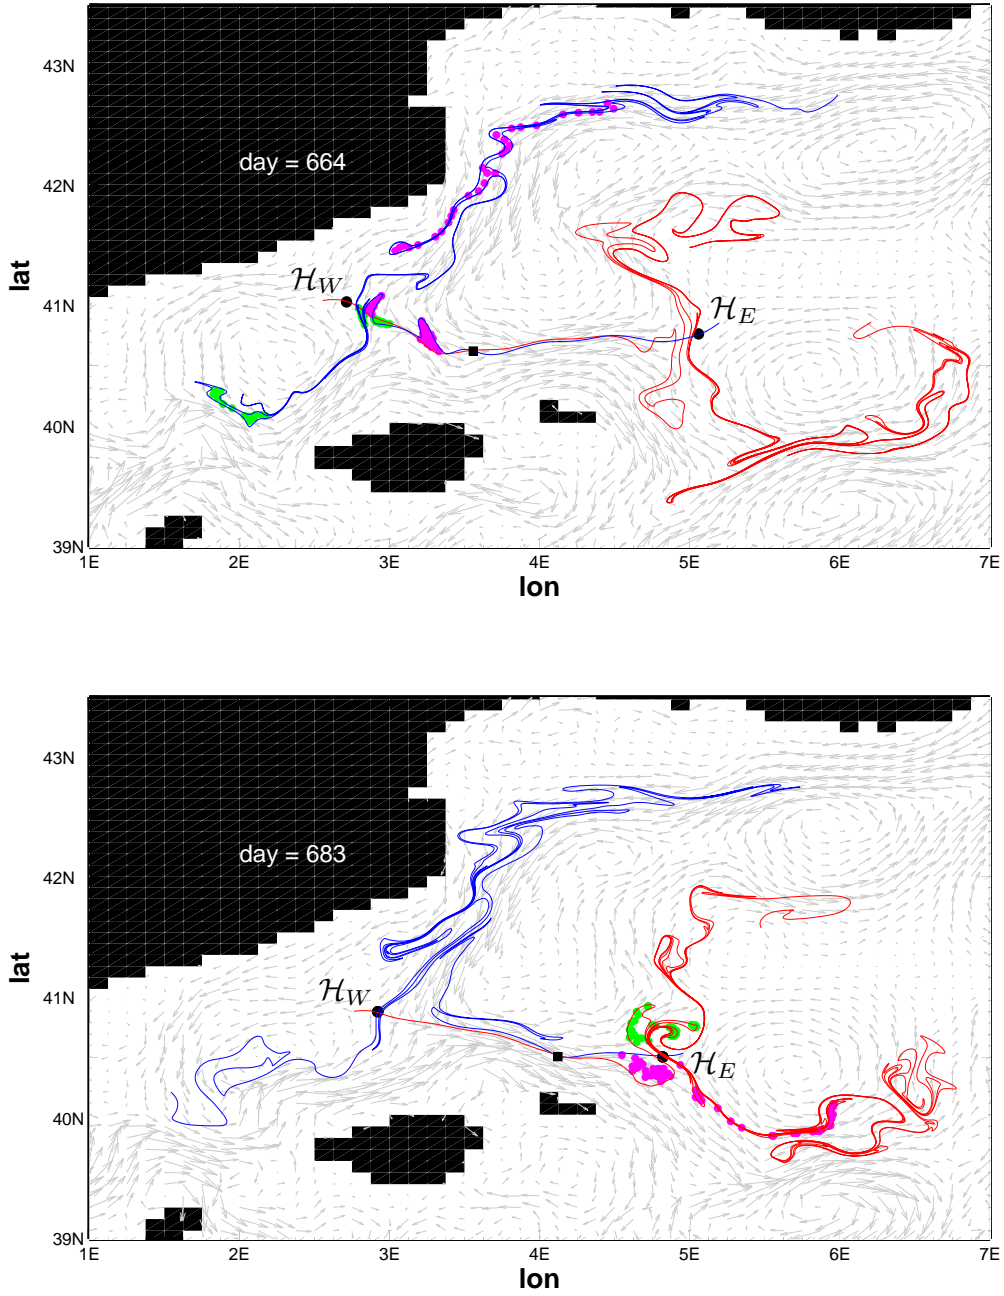 43N
42N
41N
40N
39N
lat
day = 664
H_W
H_E
1E 2E 3E 4E 5E 6E 7E
lon
43N
42N
41N
40N
39N
lat
day = 683
H_W
H_E
1E 2E 3E 4E 5E 6E 7E
lon